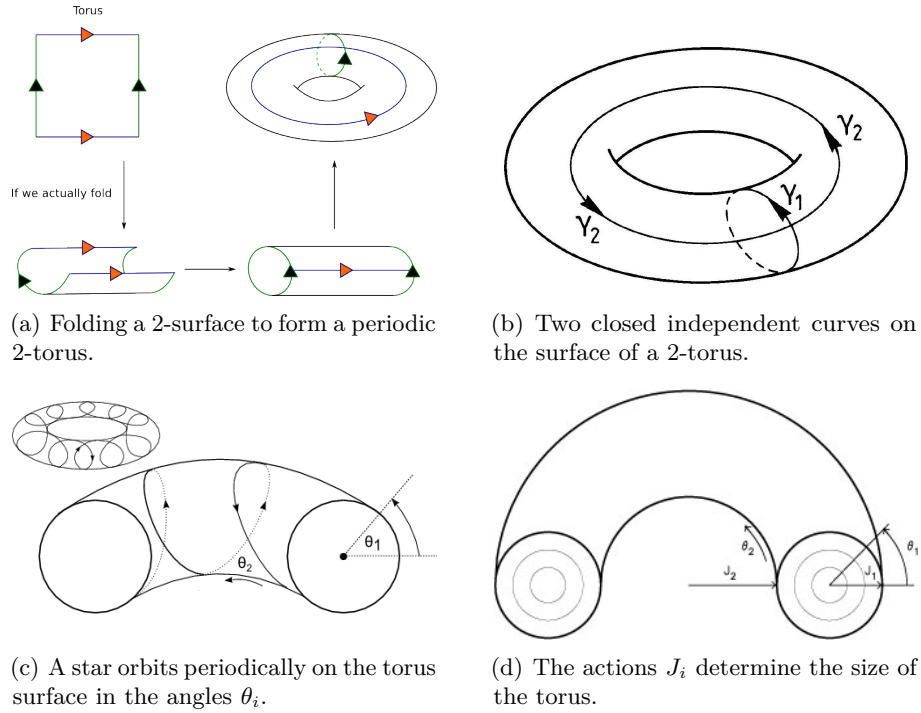 Torus
If we actually fold
(a) Folding a 2-surface to form a periodic
2-torus.
γ₂
γ₁
γ₂
(b) Two closed independent curves on
the surface of a 2-torus.
θ₁
θ₂
(c) A star orbits periodically on the torus
surface in the angles θᵢ.
θ₂
θ₁
J₂
J₁
(d) The actions Jᵢ determine the size of
the torus.